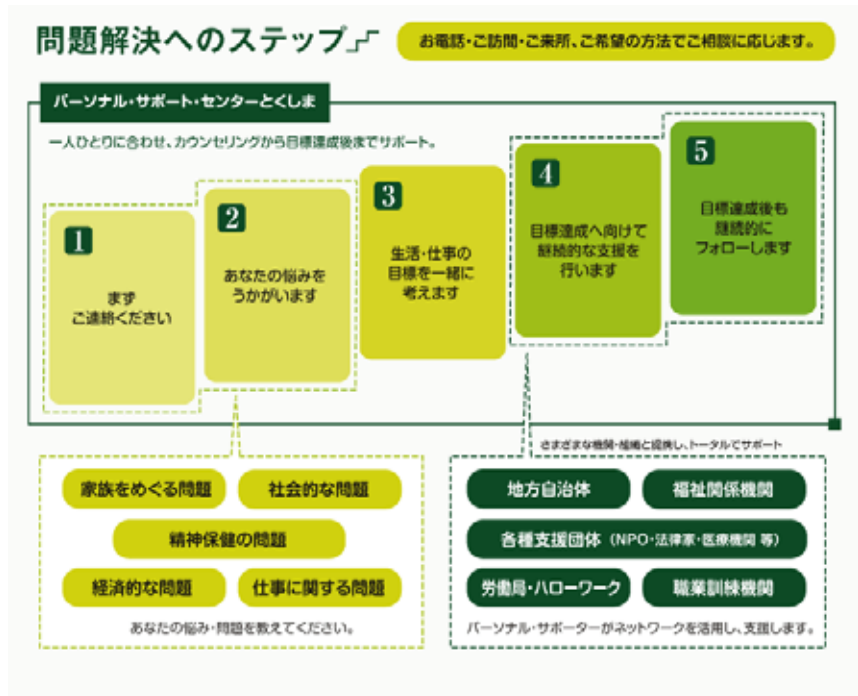 問題解決へのステップ
お電話・ご訪問・ご来所、ご希望の方法でご相談に応じます。
パーソナル・サポート・センターとくしま
一人ひとりに合わせ、カウンセリングから目標達成後までサポート。
1
まず
ご連絡ください
2
あなたの悩みを
うかがいます
3
生活・仕事の
目標を一緒に
考えます
4
目標達成へ向けて
継続的な支援を
行います
5
目標達成後も
継続的に
フォローします
家族をめぐる問題
社会的な問題
精神保健の問題
経済的な問題
仕事に関する問題
あなたの悩み・問題を教えてください。
さまざまな機関・組織と提携し、トータルでサポート
地方自治体
福祉関係機関
各種支援団体（NPO・法律家・医療機関 等）
労働局・ハローワーク
職業訓練機関
パーソナル・サポーターがネットワークを活用し、支援します。